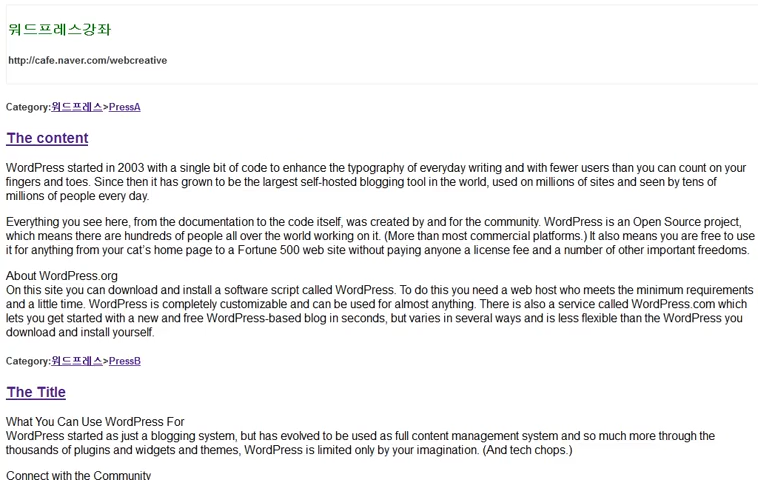 워드프레스강좌
http://cafe.naver.com/webcreative
Category:워드프레스>PressA
The content
WordPress started in 2003 with a single bit of code to enhance the typography of everyday writing and with fewer users than you can count on your
fingers and toes. Since then it has grown to be the largest self-hosted blogging tool in the world, used on millions of sites and seen by tens of
millions of people every day.
Everything you see here, from the documentation to the code itself, was created by and for the community. WordPress is an Open Source project,
which means there are hundreds of people all over the world working on it. (More than most commercial platforms.) It also means you are free to use
it for anything from your cat's home page to a Fortune 500 web site without paying anyone a license fee and a number of other important freedoms.
About WordPress.org
On this site you can download and install a software script called WordPress. To do this you need a web host who meets the minimum requirements
and a little time. WordPress is completely customizable and can be used for almost anything. There is also a service called WordPress.com which
lets you get started with a new and free WordPress-based blog in seconds, but varies in several ways and is less flexible than the WordPress you
download and install yourself.
Category:워드프레스>PressB
The Title
What You Can Use WordPress For
WordPress started as just a blogging system, but has evolved to be used as full content management system and so much more through the
thousands of plugins and widgets and themes, WordPress is limited only by your imagination. (And tech chops.)
Connect with the Community